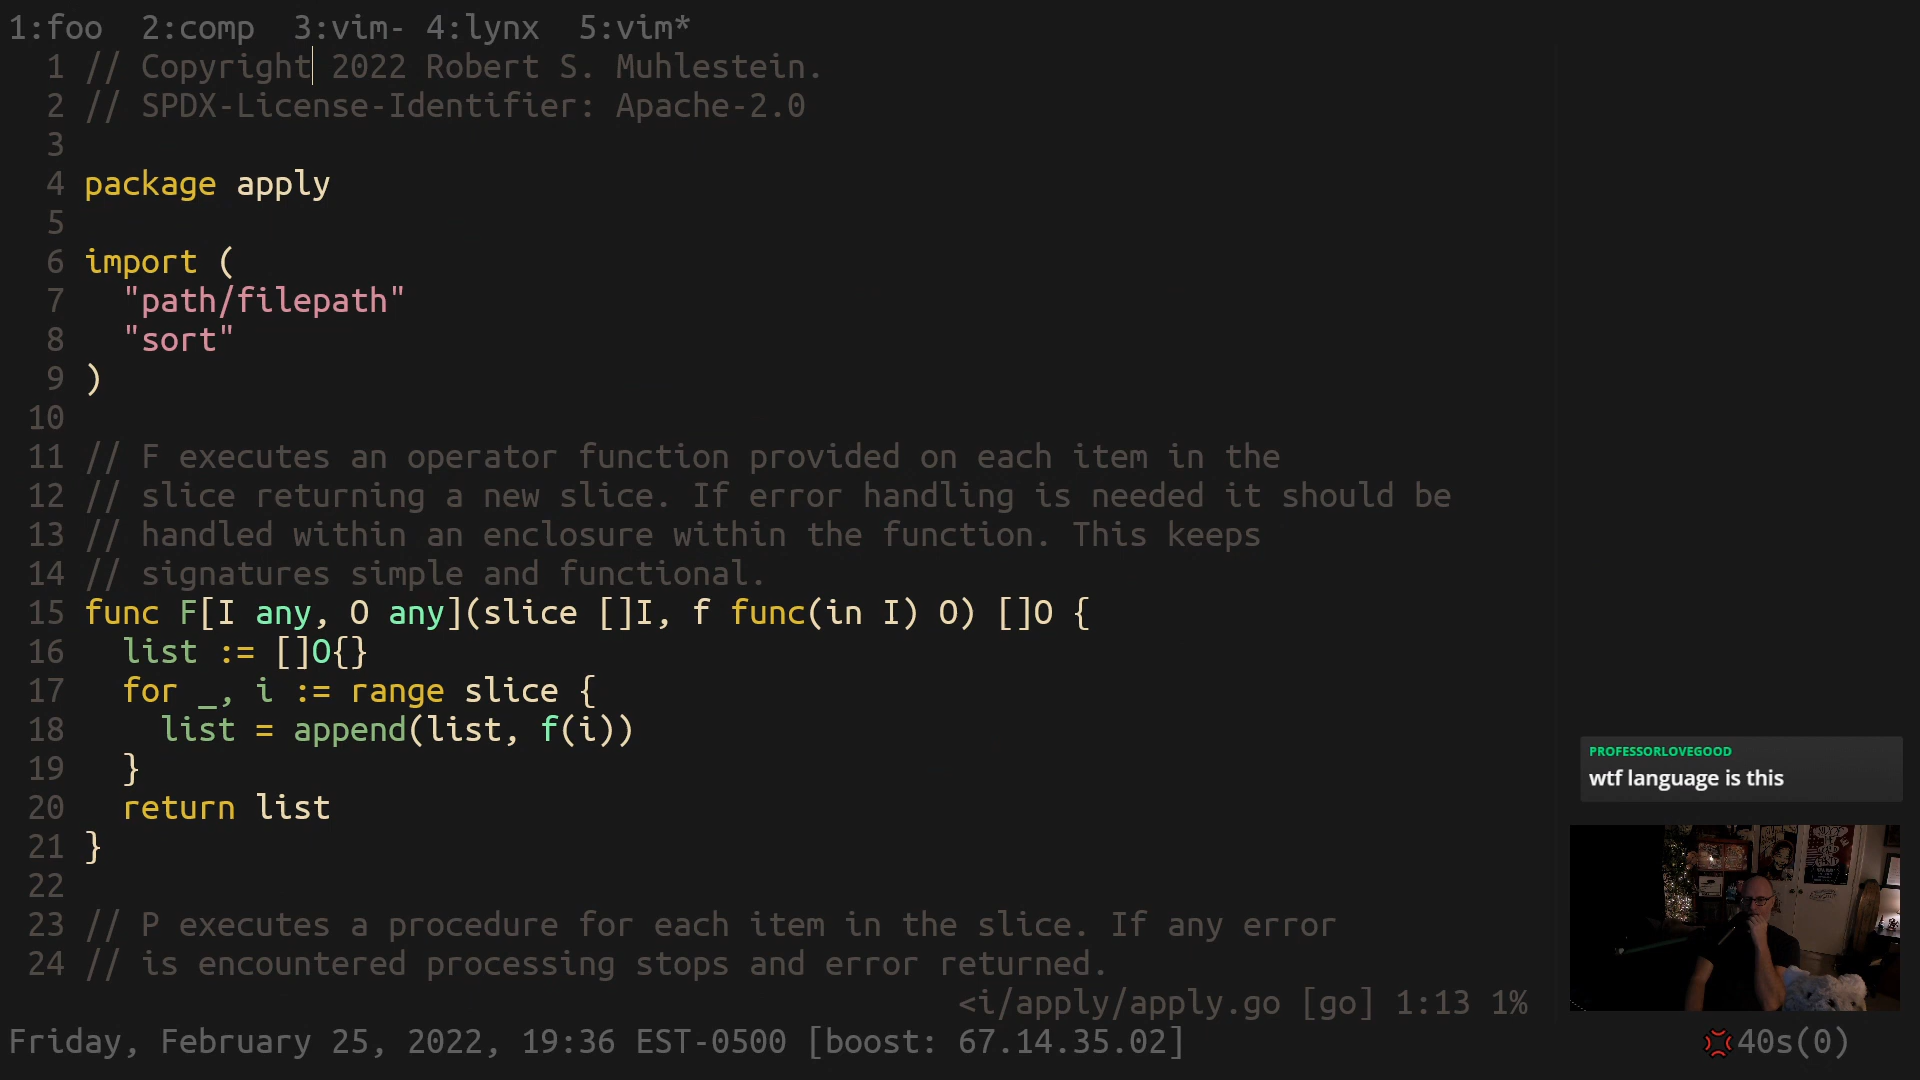 1:foo  2:comp  3:vim- 4:lynx  5:vim*
1 // Copyright 2022 Robert S. Muhlestein.
2 // SPDX-License-Identifier: Apache-2.0
3
4 package apply
5
6 import (
7   "path/filepath"
8   "sort"
9 )
10
11 // F executes an operator function provided on each item in the
12 // slice returning a new slice. If error handling is needed it should be
13 // handled within an enclosure within the function. This keeps
14 // signatures simple and functional.
15 func F[I any, O any](slice []I, f func(in I) O) []O {
16   list := []O{}
17   for _, i := range slice {
18     list = append(list, f(i))
19   }
20   return list
21 }
22
23 // P executes a procedure for each item in the slice. If any error
24 // is encountered processing stops and error returned.
<i/apply/apply.go [go] 1:13 1%
Friday, February 25, 2022, 19:36 EST-0500 [boost: 67.14.35.02]
PROFESSORLOVEGOOD
wtf language is this
40s(0)